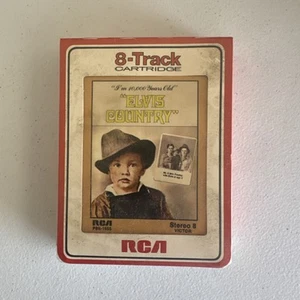 8-Track
CARTRIDGE
"I'm 10,000 Years Old"
"ELVIS
COUNTRY"
RCA
Stereo 8
RCA